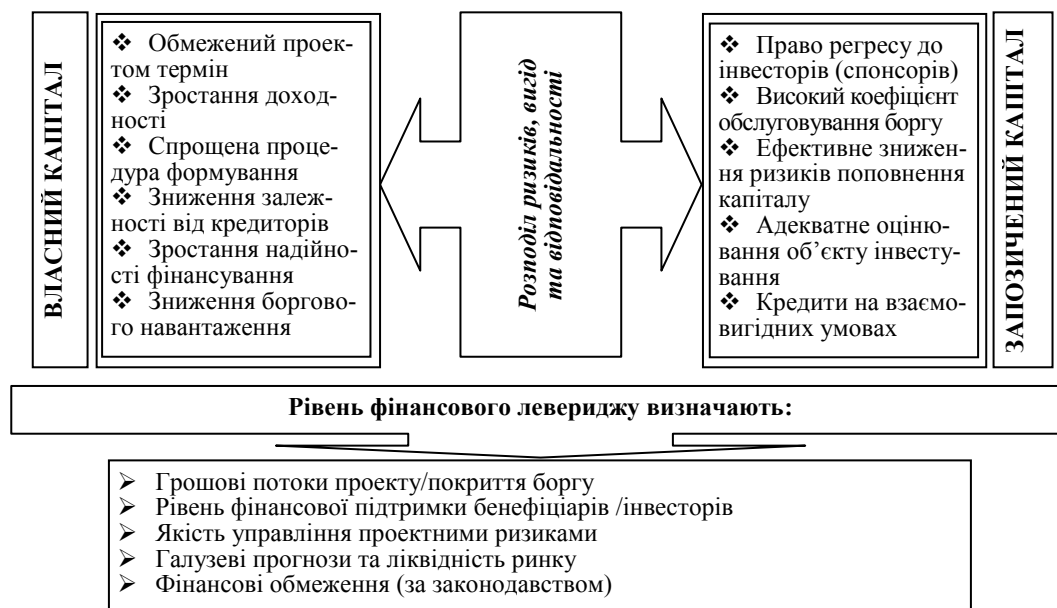 ВЛАСНИЙ КАПІТАЛ
❖ Обмежений проек-
том термін
❖ Зростання доход-
ності
❖ Спрощена проце-
дура формування
❖ Зниження залеж-
ності від кредиторів
❖ Зростання надійно-
сті фінансування
❖ Зниження боргово-
го навантаження
Розподіл ризиків, вигід
та відповідальності
❖ Право регресу до
інвесторів (спонсорів)
❖ Високий коефіцієнт
обслуговування боргу
❖ Ефективне знижен-
ня ризиків поповнення
капіталу
❖ Адекватне оціню-
вання об’єкту інвесту-
вання
❖ Кредити на взаємо-
вигідних умовах
ЗАПОЗИЧЕНИЙ КАПІТАЛ
Рівень фінансового левериджу визначають:
➢ Грошові потоки проекту/покриття боргу
➢ Рівень фінансової підтримки бенефіціарів /інвесторів
➢ Якість управління проектними ризиками
➢ Галузеві прогнози та ліквідність ринку
➢ Фінансові обмеження (за законодавством)